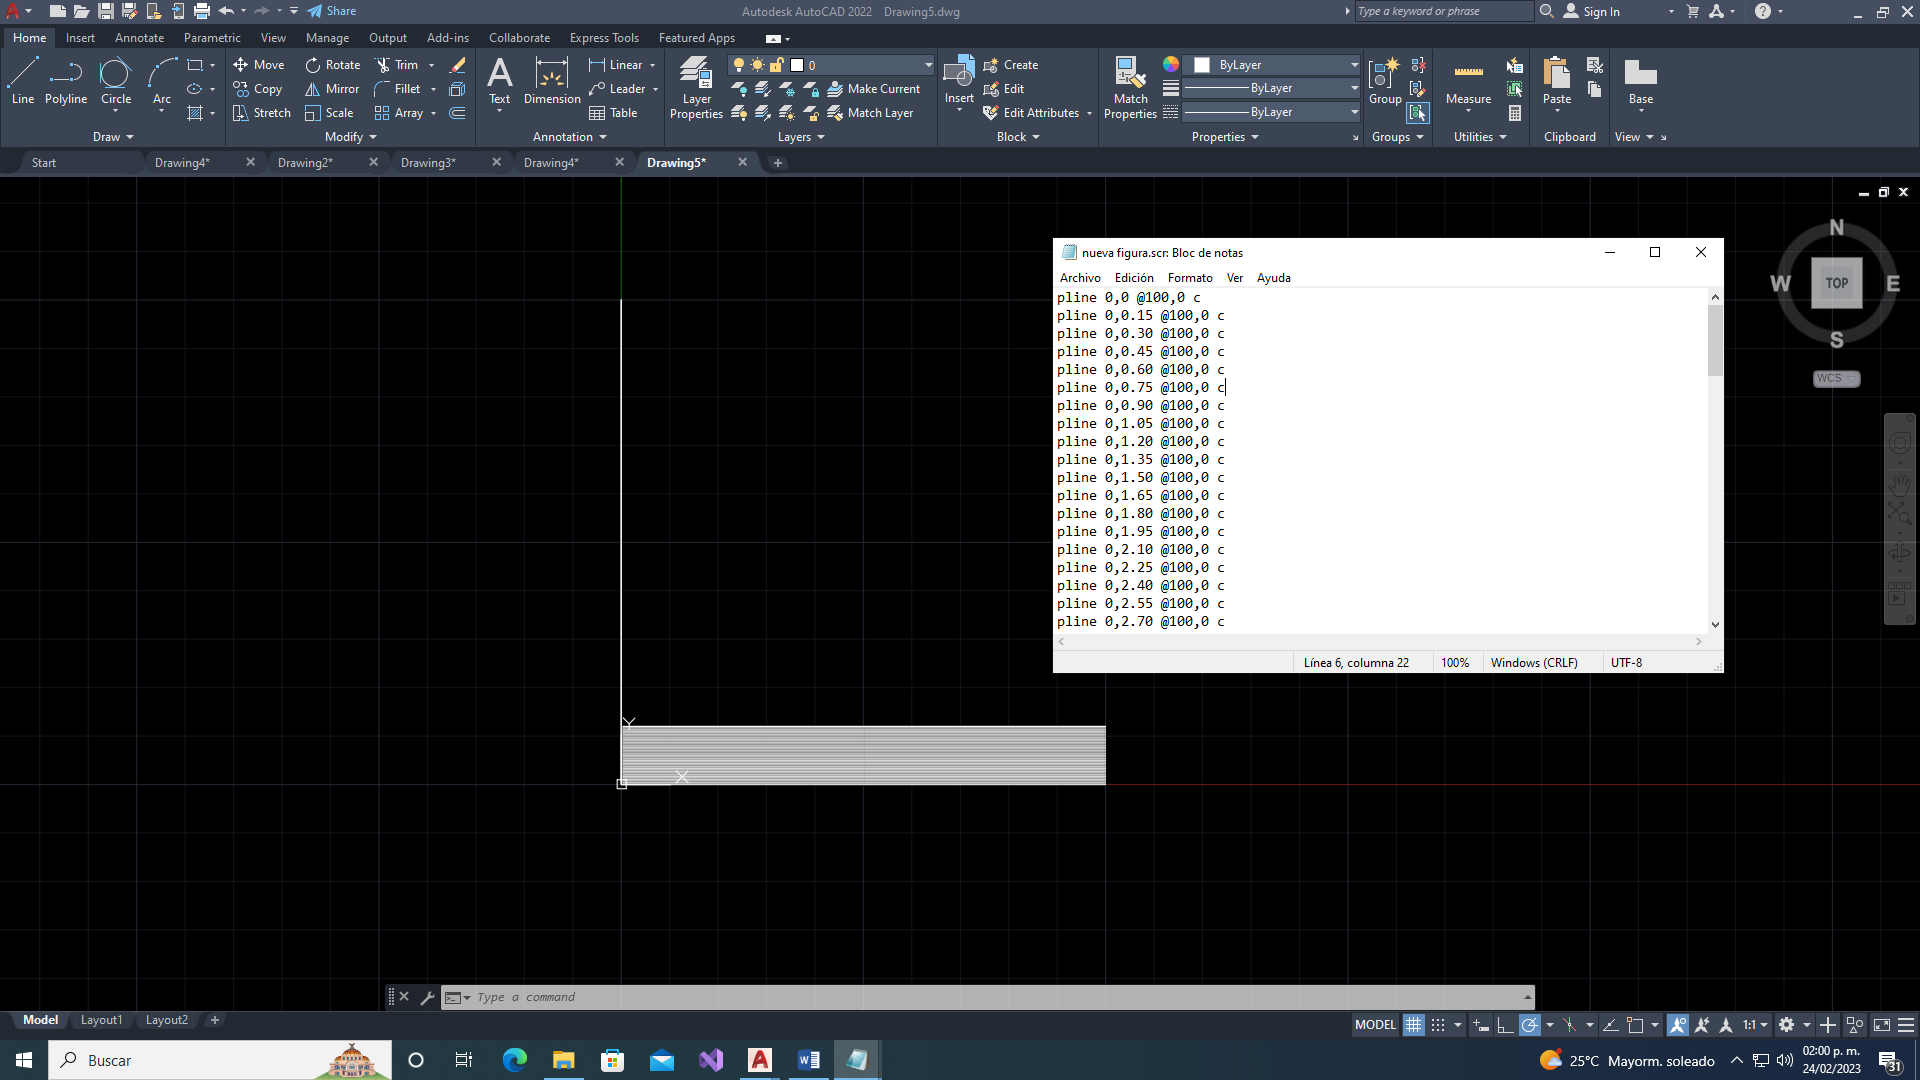 Share
Autodesk AutoCAD 2022 Drawing5.dwg
Type a keyword or phrase
Sign In
Home Insert Annotate Parametric View Manage Output Add-ins Collaborate Express Tools Featured Apps
Line Polyline Circle Arc
Move Rotate Trim
Copy Mirror Fillet
Stretch Scale Array
Text Dimension
Linear
Leader
Table
Layer Properties
0
Make Current
Match Layer
Insert
Create
Edit
Edit Attributes
Match Properties
ByLayer
ByLayer
ByLayer
Group
Measure
Paste
Base
Draw Modify Annotation Layers Block Properties Groups Utilities Clipboard View
Start Drawing4* Drawing2* Drawing3* Drawing4* Drawing5*
N
W TOP E
S
WCS
nueva figura.scr: Bloc de notas
Archivo Edición Formato Ver Ayuda
pline 0,0 @100,0 c
pline 0,0.15 @100,0 c
pline 0,0.30 @100,0 c
pline 0,0.45 @100,0 c
pline 0,0.60 @100,0 c
pline 0,0.75 @100,0 c
pline 0,0.90 @100,0 c
pline 0,1.05 @100,0 c
pline 0,1.20 @100,0 c
pline 0,1.35 @100,0 c
pline 0,1.50 @100,0 c
pline 0,1.65 @100,0 c
pline 0,1.80 @100,0 c
pline 0,1.95 @100,0 c
pline 0,2.10 @100,0 c
pline 0,2.25 @100,0 c
pline 0,2.40 @100,0 c
pline 0,2.55 @100,0 c
pline 0,2.70 @100,0 c
Línea 6, columna 22 100% Windows (CRLF) UTF-8
Y
X
Type a command
Model Layout1 Layout2
MODEL 1:1
Buscar
25°C Mayorm. soleado
02:00 p. m.
24/02/2023
31